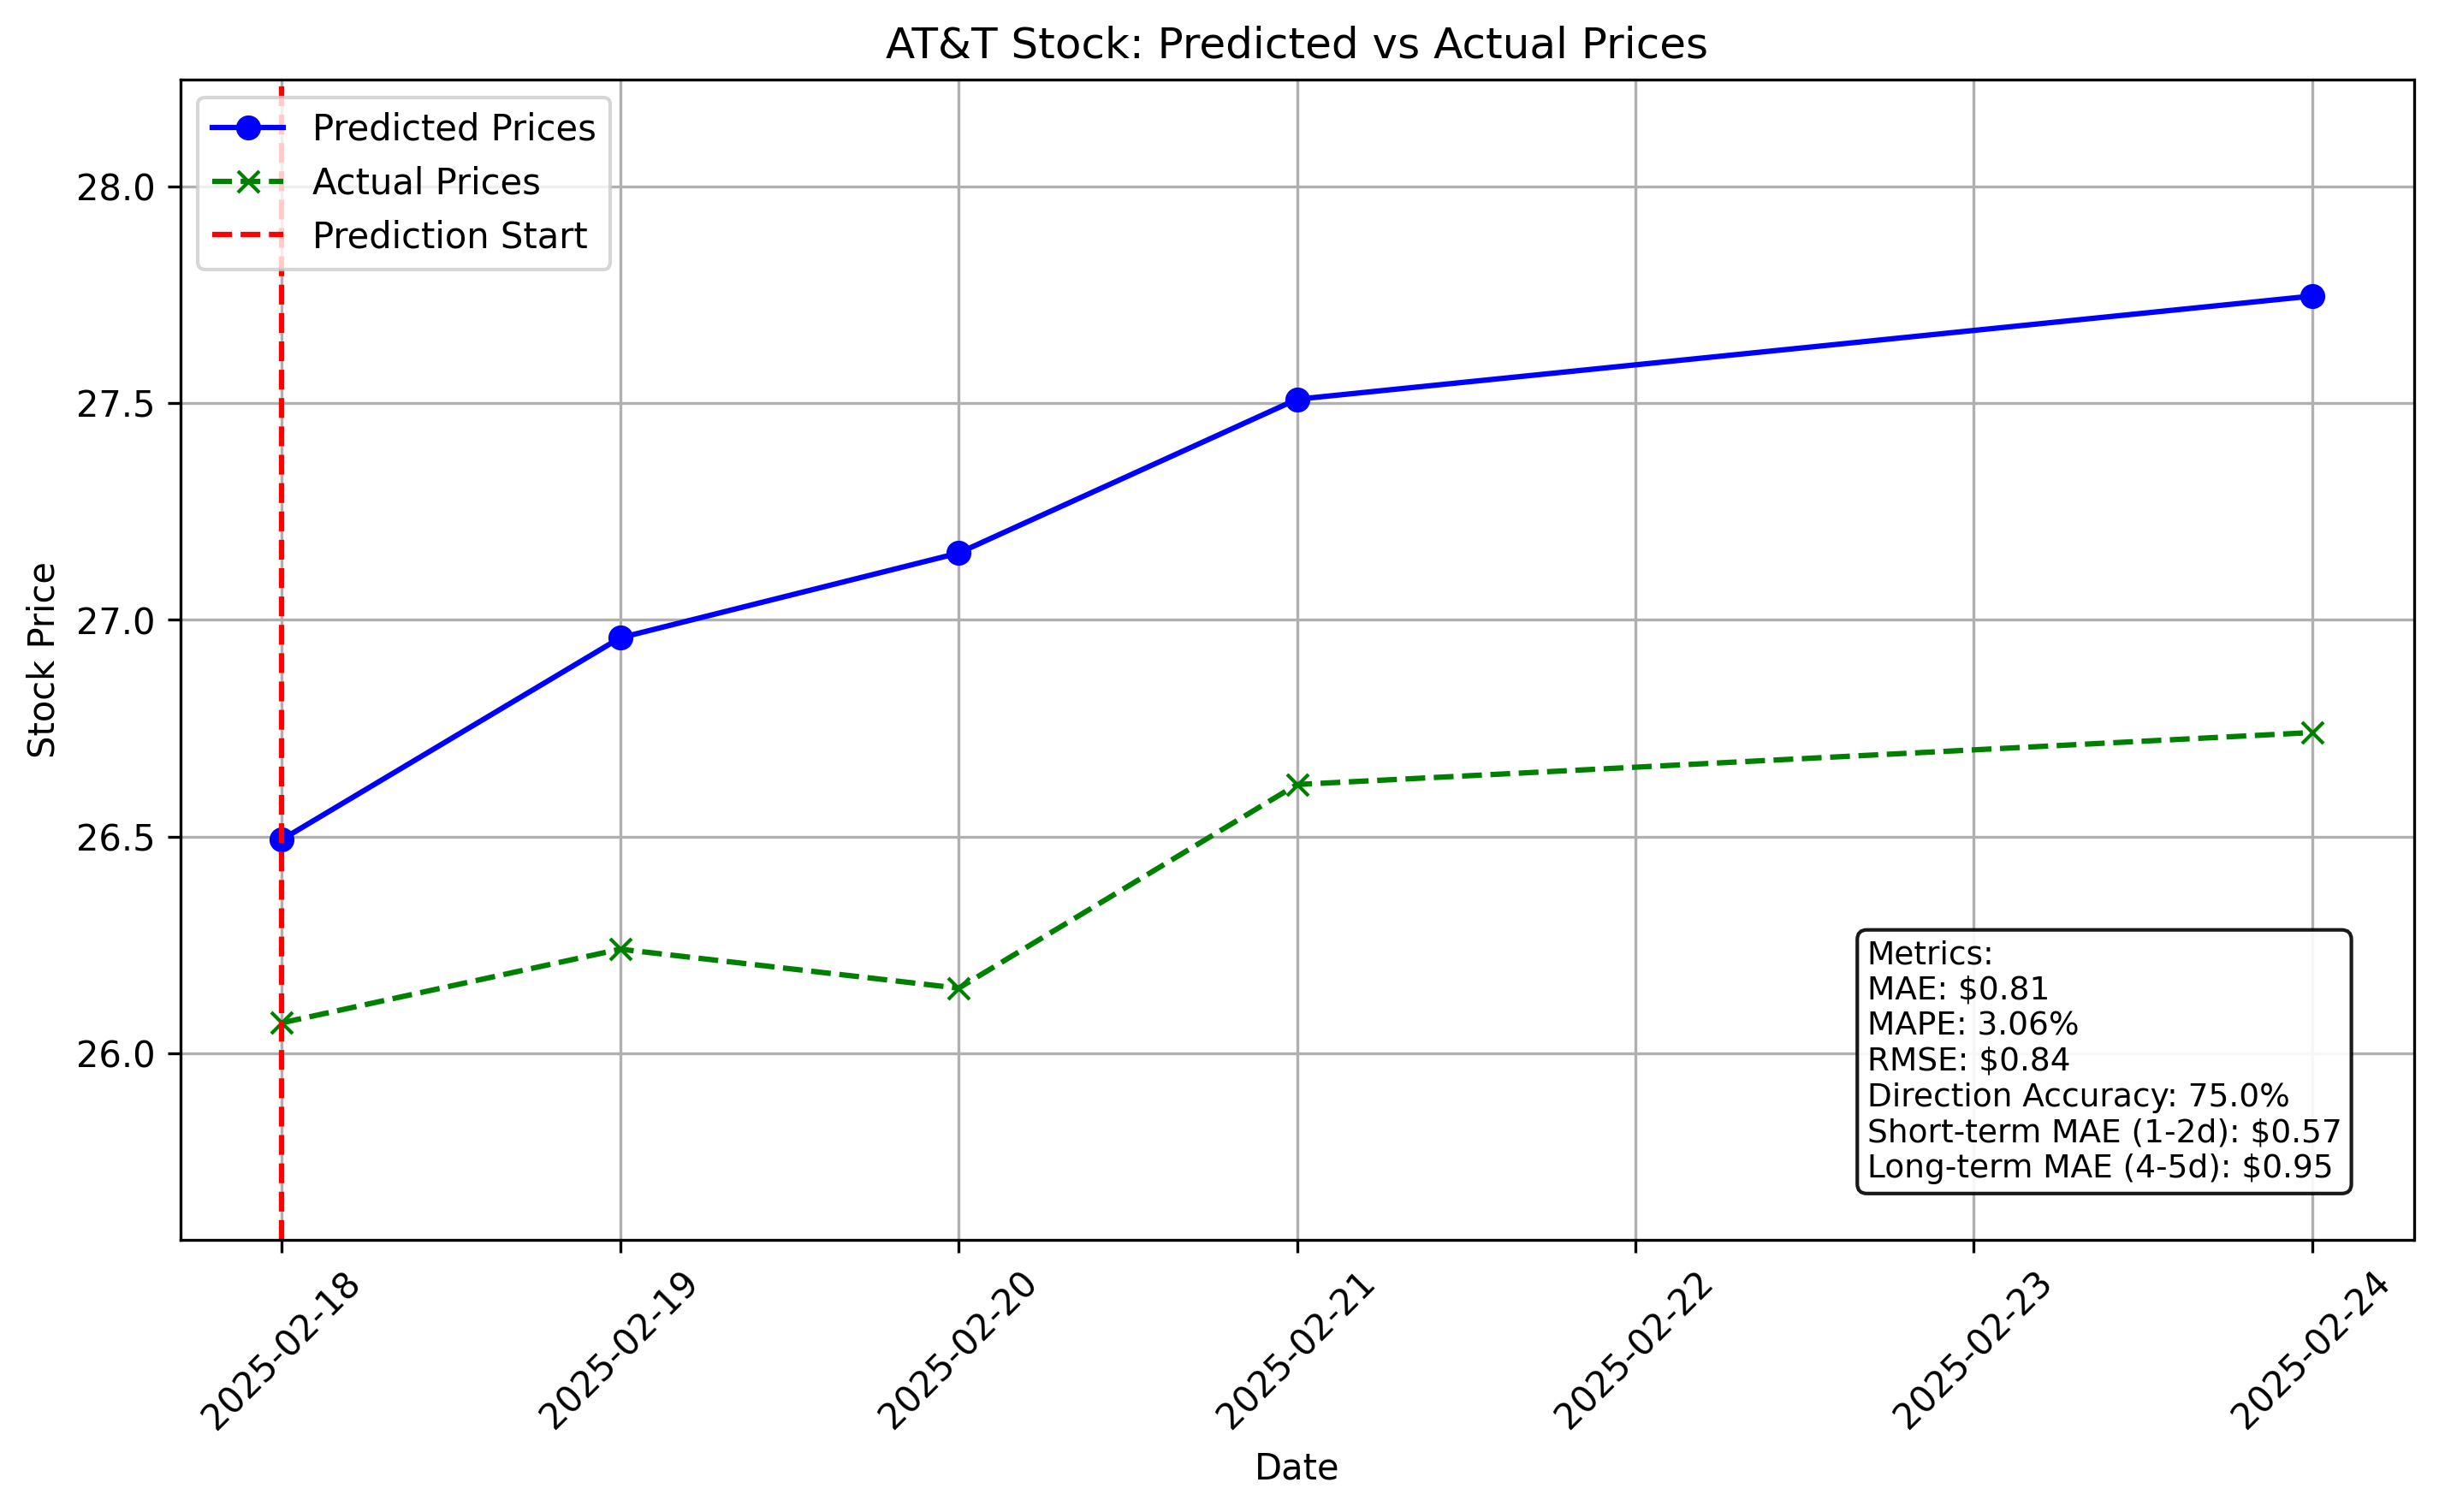 AT&T Stock: Predicted vs Actual Prices
Predicted Prices
Actual Prices
Prediction Start
Stock Price
28.0
27.5
27.0
26.5
26.0
Metrics:
MAE: $0.81
MAPE: 3.06%
RMSE: $0.84
Direction Accuracy: 75.0%
Short-term MAE (1-2d): $0.57
Long-term MAE (4-5d): $0.95
2025-02-18
2025-02-19
2025-02-20
2025-02-21
2025-02-22
2025-02-23
2025-02-24
Date